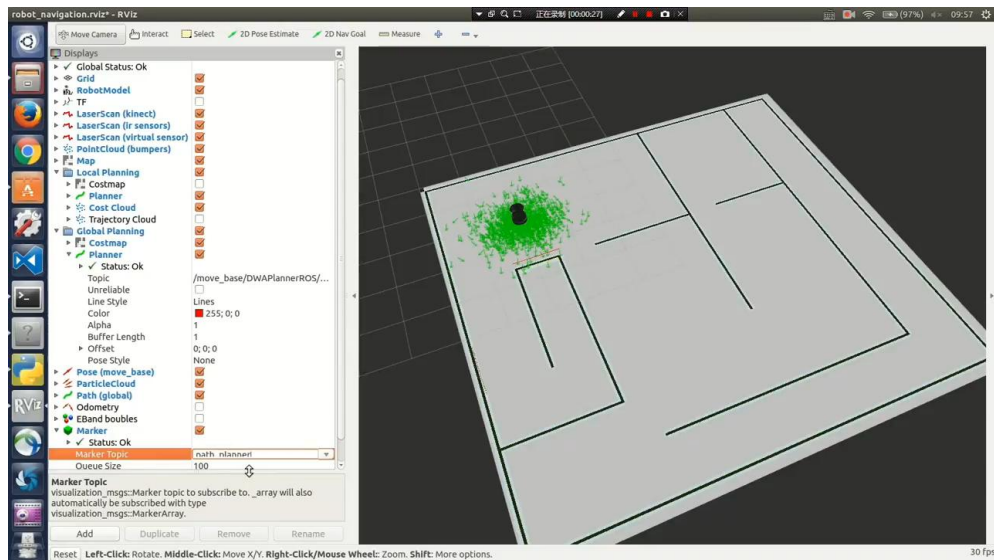 robot_navigation.rviz* - RViz
正在录制 [00:00:27]
(97%)
09:57
Move Camera
Interact
Select
2D Pose Estimate
2D Nav Goal
Measure
Displays
Global Status: Ok
Grid
RobotModel
TF
LaserScan (kinect)
LaserScan (ir sensors)
LaserScan (virtual sensor)
PointCloud (bumpers)
Map
Local Planning
Costmap
Planner
Cost Cloud
Trajectory Cloud
Global Planning
Costmap
Planner
Status: Ok
Topic /move_base/DWAPlannerROS/...
Unreliable
Line Style Lines
Color 255; 0; 0
Alpha 1
Buffer Length 1
Offset 0; 0; 0
Pose Style None
Pose (move_base)
ParticleCloud
Path (global)
Odometry
EBand boubles
Marker
Status: Ok
Marker Topic path_planner
Queue Size 100
Marker Topic
visualization_msgs::Marker topic to subscribe to. _array will also
automatically be subscribed with type
visualization_msgs::MarkerArray.
Add
Duplicate
Remove
Rename
Reset
Left-Click: Rotate. Middle-Click: Move X/Y. Right-Click/Mouse Wheel: Zoom. Shift: More options.
30 fps
RViz